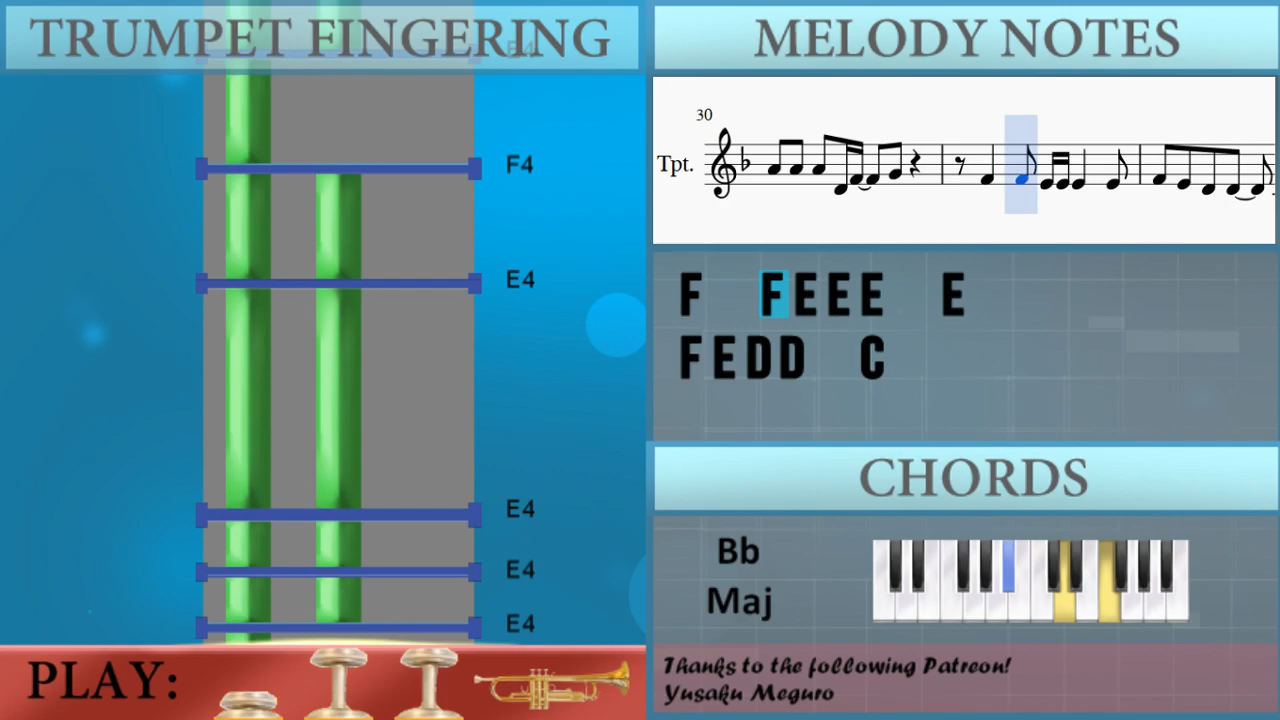 TRUMPET FINGERING
E4
F4
E4
E4
E4
E4
PLAY:
MELODY NOTES
30
Tpt.
F FEEE E
FEDD C
CHORDS
Bb
Maj
Thanks to the following Patreon!
Yusaku Meguro